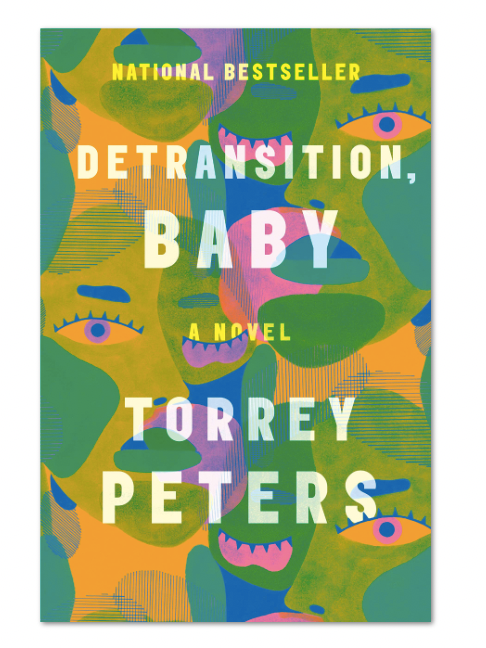 NATIONAL BESTSELLER
DETRANSITION,
BABY
A NOVEL
TORREY
PETERS